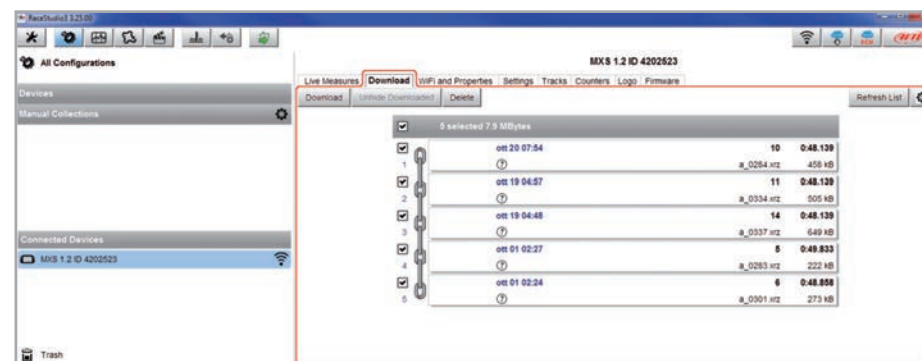 RaceStudio3 3.25.00
All Configurations
MXS 1.2 ID 4202523
Live Measures Download WiFi and Properties Settings Tracks Counters Logo Firmware
Devices
Download Unhide Downloaded Delete Refresh List
Manual Collections
5 selected 7.9 MBytes
ott 20 07:54 10 0:48.139
1 a_0284.xrz 456 kB
ott 19 04:57 11 0:48.139
2 a_0334.xrz 505 kB
ott 19 04:48 14 0:48.139
3 a_0337.xrz 649 kB
Connected Devices
ott 01 02:27 5 0:49.833
MXS 1.2 ID 4202523
4 a_0283.xrz 222 kB
ott 01 02:24 6 0:48.858
5 a_0301.xrz 273 kB
Trash